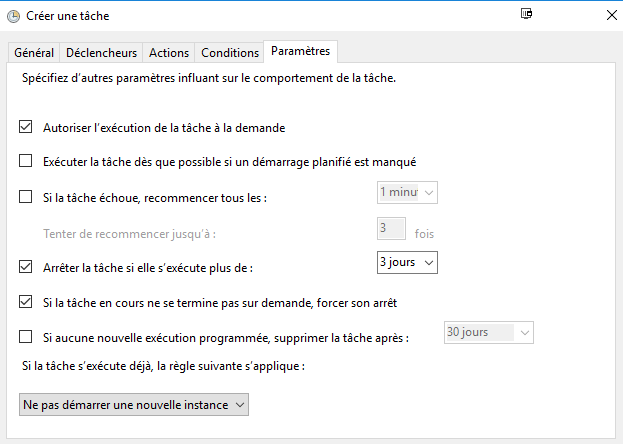 Créer une tâche
Général Déclencheurs Actions Conditions Paramètres
Spécifiez d’autres paramètres influant sur le comportement de la tâche.
Autoriser l’exécution de la tâche à la demande
Exécuter la tâche dès que possible si un démarrage planifié est manqué
Si la tâche échoue, recommencer tous les : 1 minu
Tenter de recommencer jusqu’à : 3 fois
Arrêter la tâche si elle s’exécute plus de : 3 jours
Si la tâche en cours ne se termine pas sur demande, forcer son arrêt
Si aucune nouvelle exécution programmée, supprimer la tâche après : 30 jours
Si la tâche s’exécute déjà, la règle suivante s’applique :
Ne pas démarrer une nouvelle instance